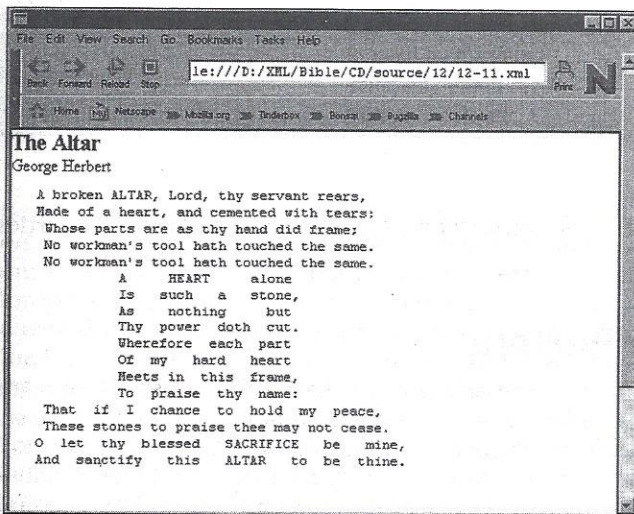 File Edit View Search Go Bookmarks Tasks Help
Back Forward Reload Stop
le:///D:/XML/Bible/CD/source/12/12-11.xml
Print
N
Home My Netscape Mozilla.org Tinderbox Bonsai Bugzilla Channels
The Altar
George Herbert
A broken ALTAR, Lord, thy servant rears,
Made of a heart, and cemented with tears:
Whose parts are as thy hand did frame;
No workman's tool hath touched the same.
No workman's tool hath touched the same.
A HEART alone
Is such a stone,
As nothing but
Thy power doth cut.
Wherefore each part
Of my hard heart
Meets in this frame,
To praise thy name:
That if I chance to hold my peace,
These stones to praise thee may not cease.
O let thy blessed SACRIFICE be mine,
And sanctify this ALTAR to be thine.